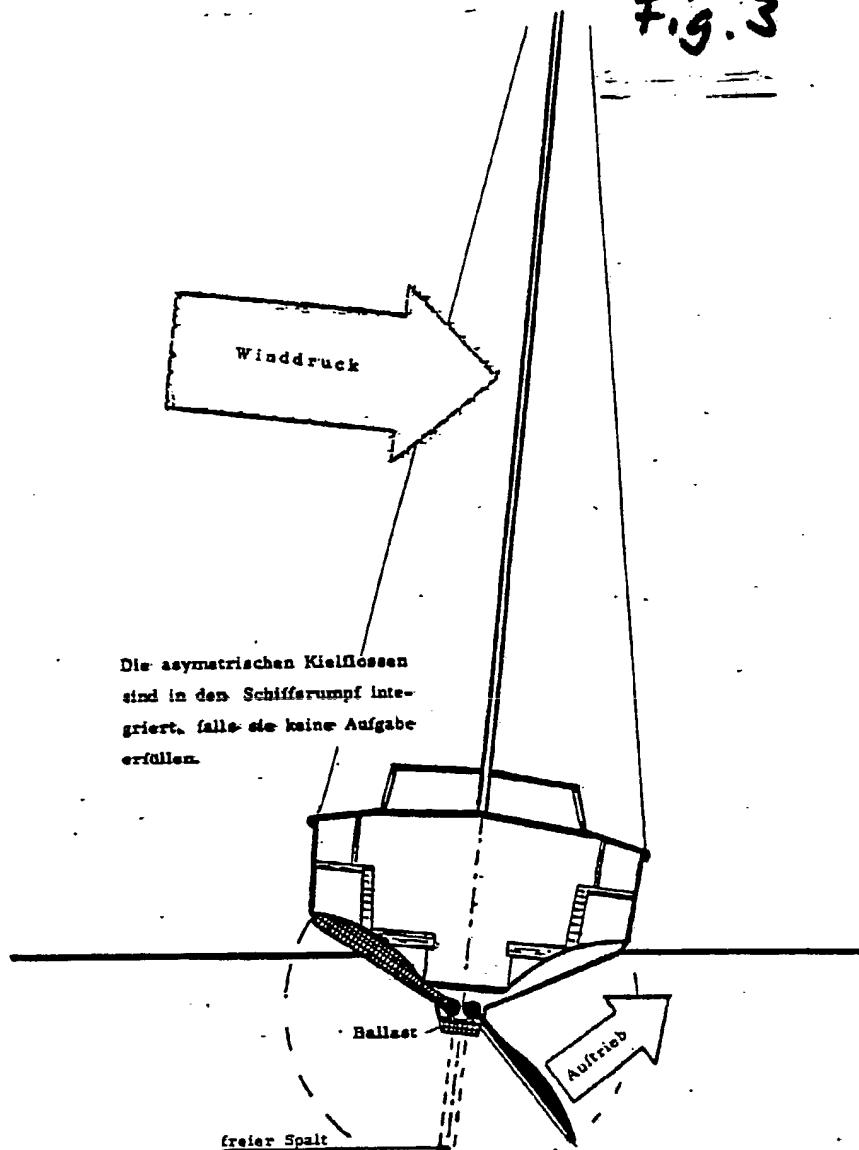 Fig. 3
Winddruck
Die asymetrischen Kielflossen
sind in den Schiffsrumpf inte-
griert, falls sie keine Aufgabe
erfüllen.
Ballast
Auftrieb
freier Spalt